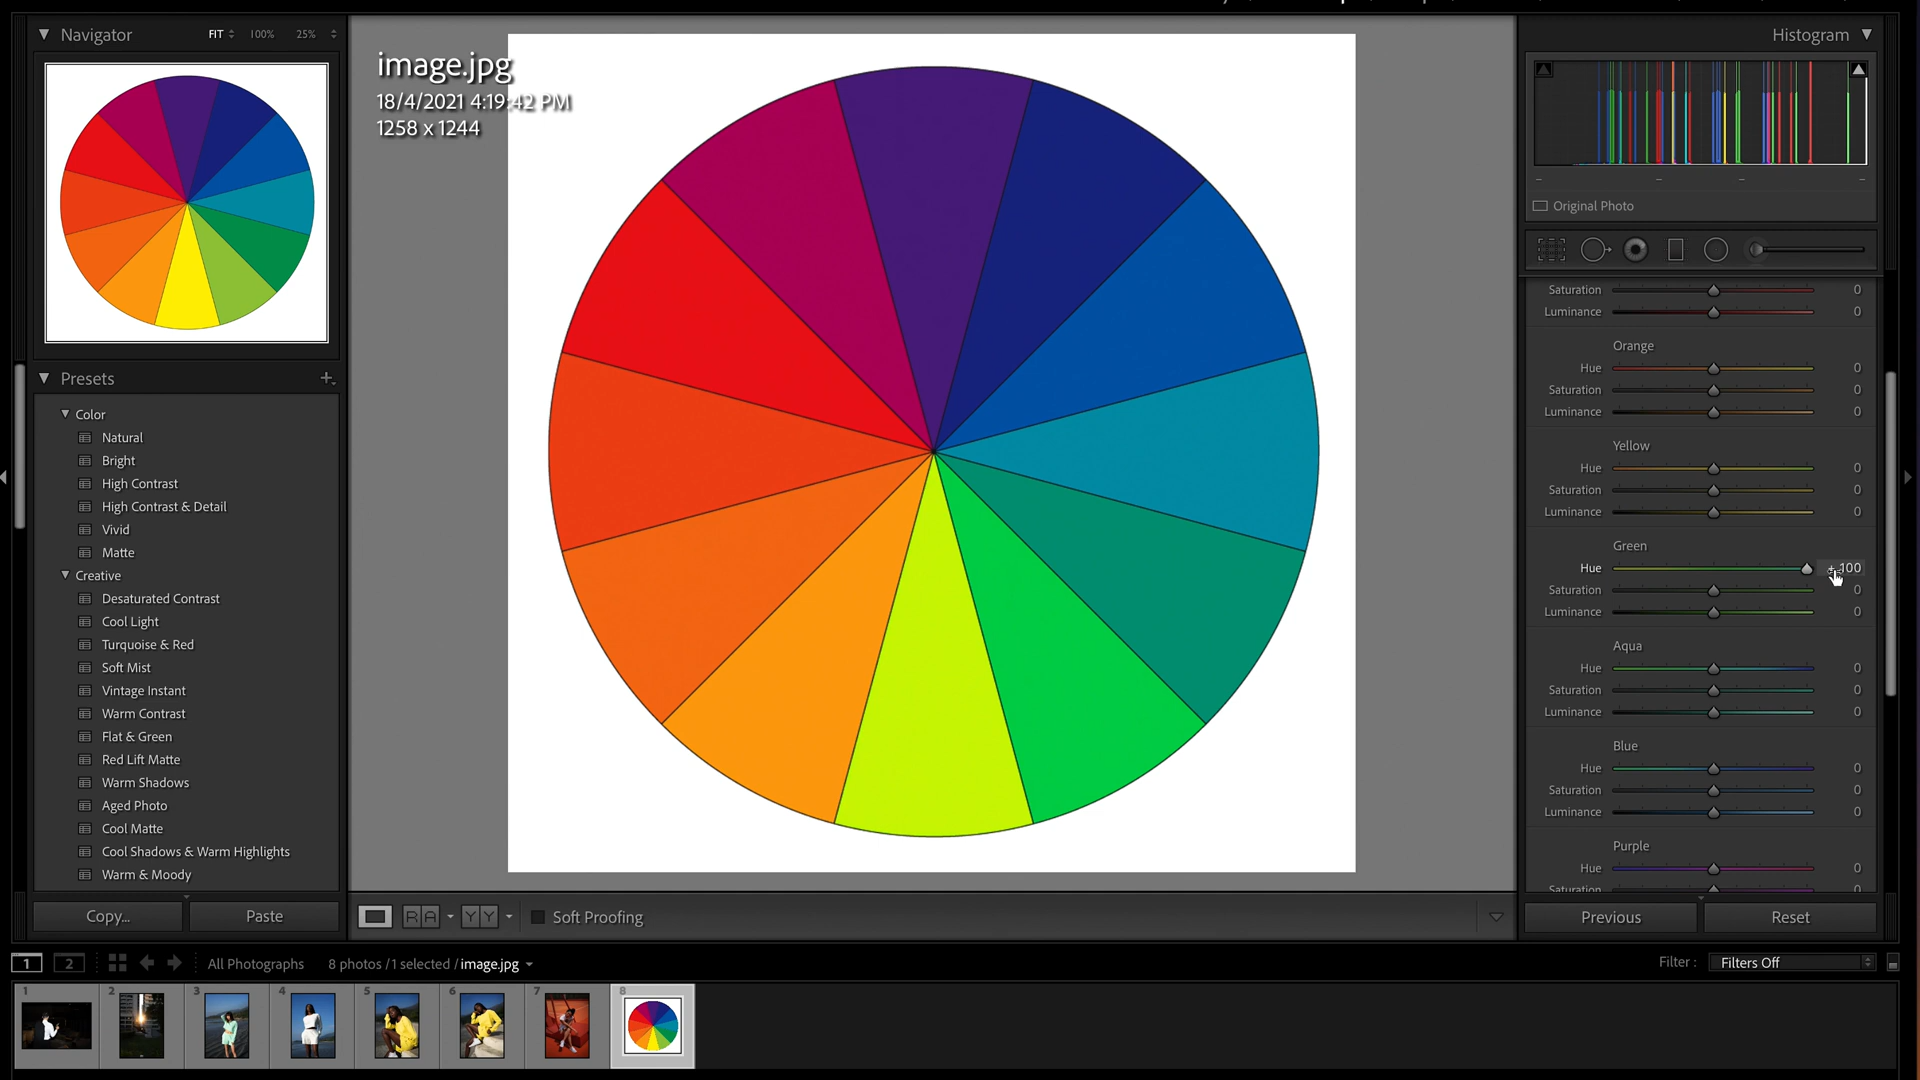 Navigator FIT 100% 25%
Histogram
image.jpg
18/4/2021 4:19:42 PM
1258 x 1244
Original Photo
Presets
Color
Natural
Bright
High Contrast
High Contrast & Detail
Vivid
Matte
Creative
Desaturated Contrast
Cool Light
Turquoise & Red
Soft Mist
Vintage Instant
Warm Contrast
Flat & Green
Red Lift Matte
Warm Shadows
Aged Photo
Cool Matte
Cool Shadows & Warm Highlights
Warm & Moody
Copy...
Paste
Saturation 0
Luminance 0
Orange
Hue 0
Saturation 0
Luminance 0
Yellow
Hue 0
Saturation 0
Luminance 0
Green
Hue + 100
Saturation 0
Luminance 0
Aqua
Hue 0
Saturation 0
Luminance 0
Blue
Hue 0
Saturation 0
Luminance 0
Purple
Hue 0
Saturation
Previous
Reset
R A Y Y Soft Proofing
1 2 All Photographs 8 photos / 1 selected / image.jpg
Filter : Filters Off
1 2 3 4 5 6 7 8